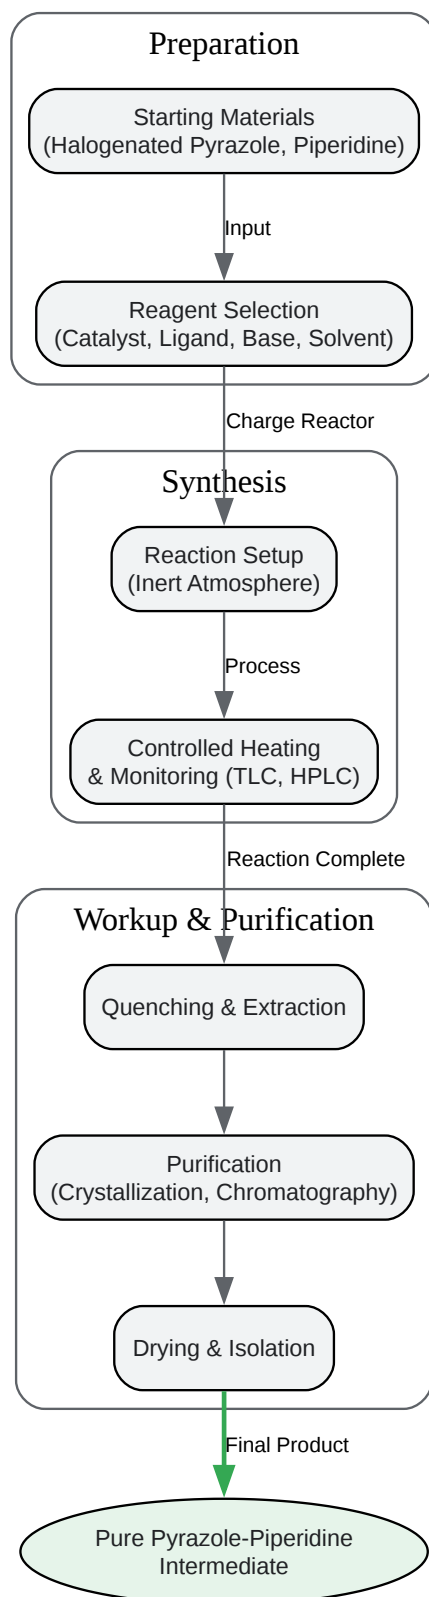 Preparation
Starting Materials
(Halogenated Pyrazole, Piperidine)
Input
Reagent Selection
(Catalyst, Ligand, Base, Solvent)
Charge Reactor
Synthesis
Reaction Setup
(Inert Atmosphere)
Process
Controlled Heating
& Monitoring (TLC, HPLC)
Reaction Complete
Workup & Purification
Quenching & Extraction
Purification
(Crystallization, Chromatography)
Drying & Isolation
Final Product
Pure Pyrazole-Piperidine
Intermediate